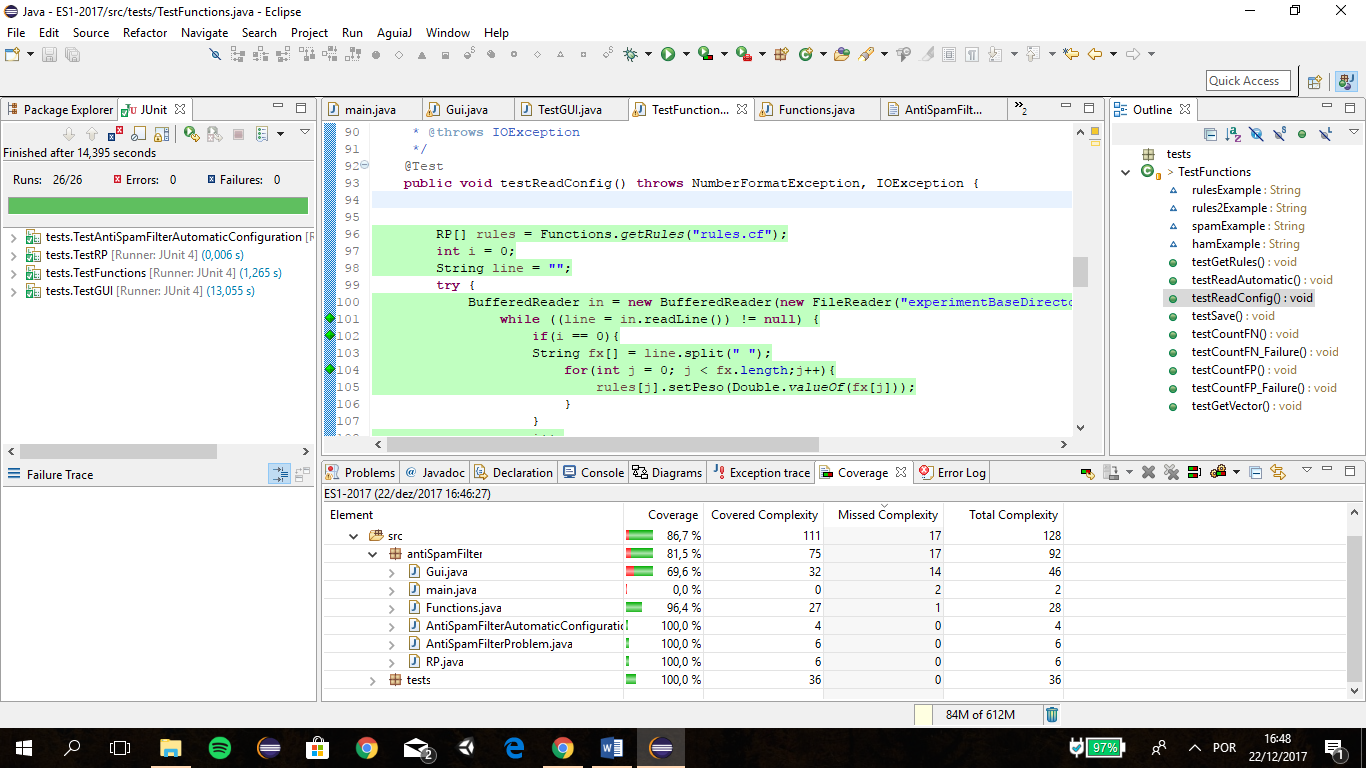 Java - ES1-2017/src/tests/TestFunctions.java - Eclipse
File Edit Source Refactor Navigate Search Project Run AguiaJ Window Help
Quick Access
Package Explorer JUnit
Finished after 14,395 seconds
Runs: 26/26 Errors: 0 Failures: 0
tests.TestAntiSpamFilterAutomaticConfiguration [R
tests.TestRP [Runner: JUnit 4] (0,006 s)
tests.TestFunctions [Runner: JUnit 4] (1,265 s)
tests.TestGUI [Runner: JUnit 4] (13,055 s)
Failure Trace
main.java Gui.java TestGUI.java TestFunction... Functions.java AntiSpamFilt... »2
90 * @throws IOException
91 */
92 @Test
93 public void testReadConfig() throws NumberFormatException, IOException {
94
95
96 RP[] rules = Functions.getRules("rules.cf");
97 int i = 0;
98 String line = "";
99 try {
100 BufferedReader in = new BufferedReader(new FileReader("experimentBaseDirecto
101 while ((line = in.readLine()) != null) {
102 if(i == 0){
103 String fx[] = line.split(" ");
104 for(int j = 0; j < fx.length;j++){
105 rules[j].setPeso(Double.valueOf(fx[j]));
106 }
107 }
Outline
tests
> TestFunctions
rulesExample : String
rules2Example : String
spamExample : String
hamExample : String
testGetRules() : void
testReadAutomatic() : void
testReadConfig() : void
testSave() : void
testCountFN() : void
testCountFN_Failure() : void
testCountFP() : void
testCountFP_Failure() : void
testGetVector() : void
Problems @ Javadoc Declaration Console Diagrams Exception trace Coverage Error Log
ES1-2017 (22/dez/2017 16:46:27)
Element Coverage Covered Complexity Missed Complexity Total Complexity
src 86,7 % 111 17 128
antiSpamFilter 81,5 % 75 17 92
Gui.java 69,6 % 32 14 46
main.java 0,0 % 0 2 2
Functions.java 96,4 % 27 1 28
AntiSpamFilterAutomaticConfiguratic 100,0 % 4 0 4
AntiSpamFilterProblem.java 100,0 % 6 0 6
RP.java 100,0 % 6 0 6
tests 100,0 % 36 0 36
84M of 612M
2
97%
POR
16:48
22/12/2017
1